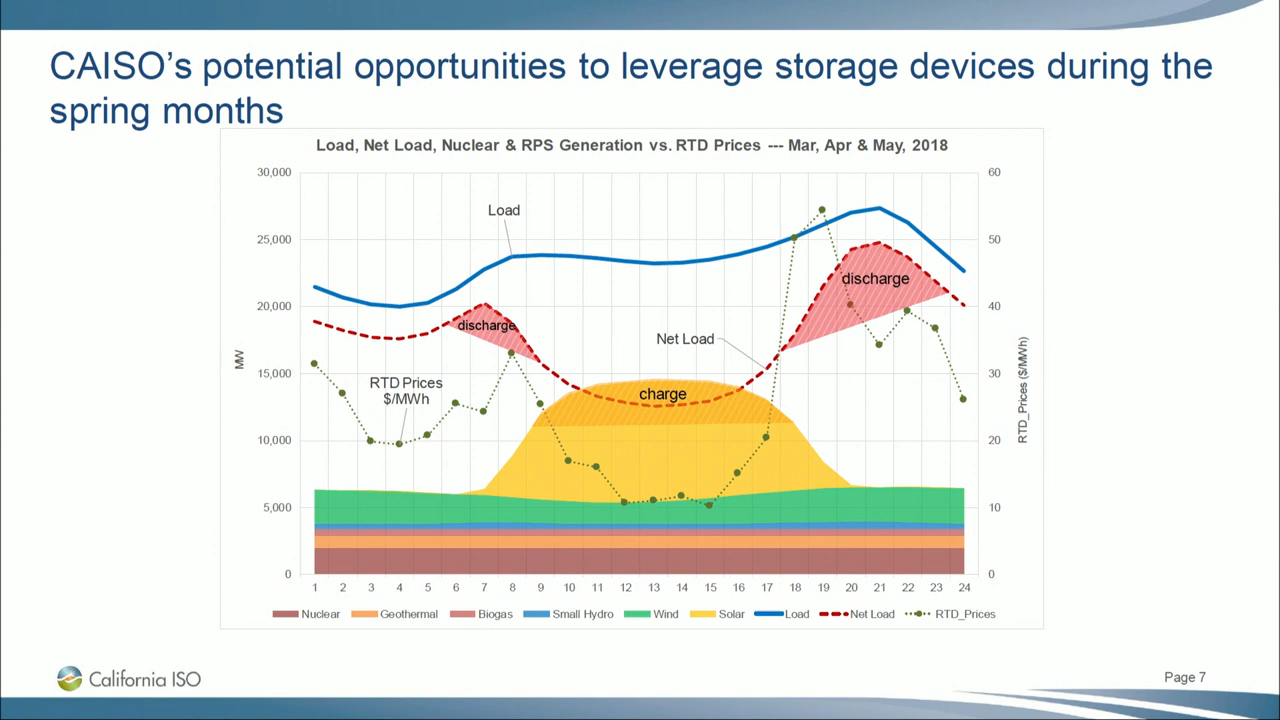 CAISO's potential opportunities to leverage storage devices during the
spring months
Load, Net Load, Nuclear & RPS Generation vs. RTD Prices --- Mar, Apr & May, 2018
30,000
25,000
20,000
15,000
10,000
5,000
0
MW
Load
discharge
RTD Prices
$/MWh
Net Load
charge
discharge
60
50
40
30
20
10
0
RTD_Prices ($/MWh)
1 2 3 4 5 6 7 8 9 10 11 12 13 14 15 16 17 18 19 20 21 22 23 24
Nuclear Geothermal Biogas Small Hydro Wind Solar Load Net Load RTD_Prices
California ISO
Page 7